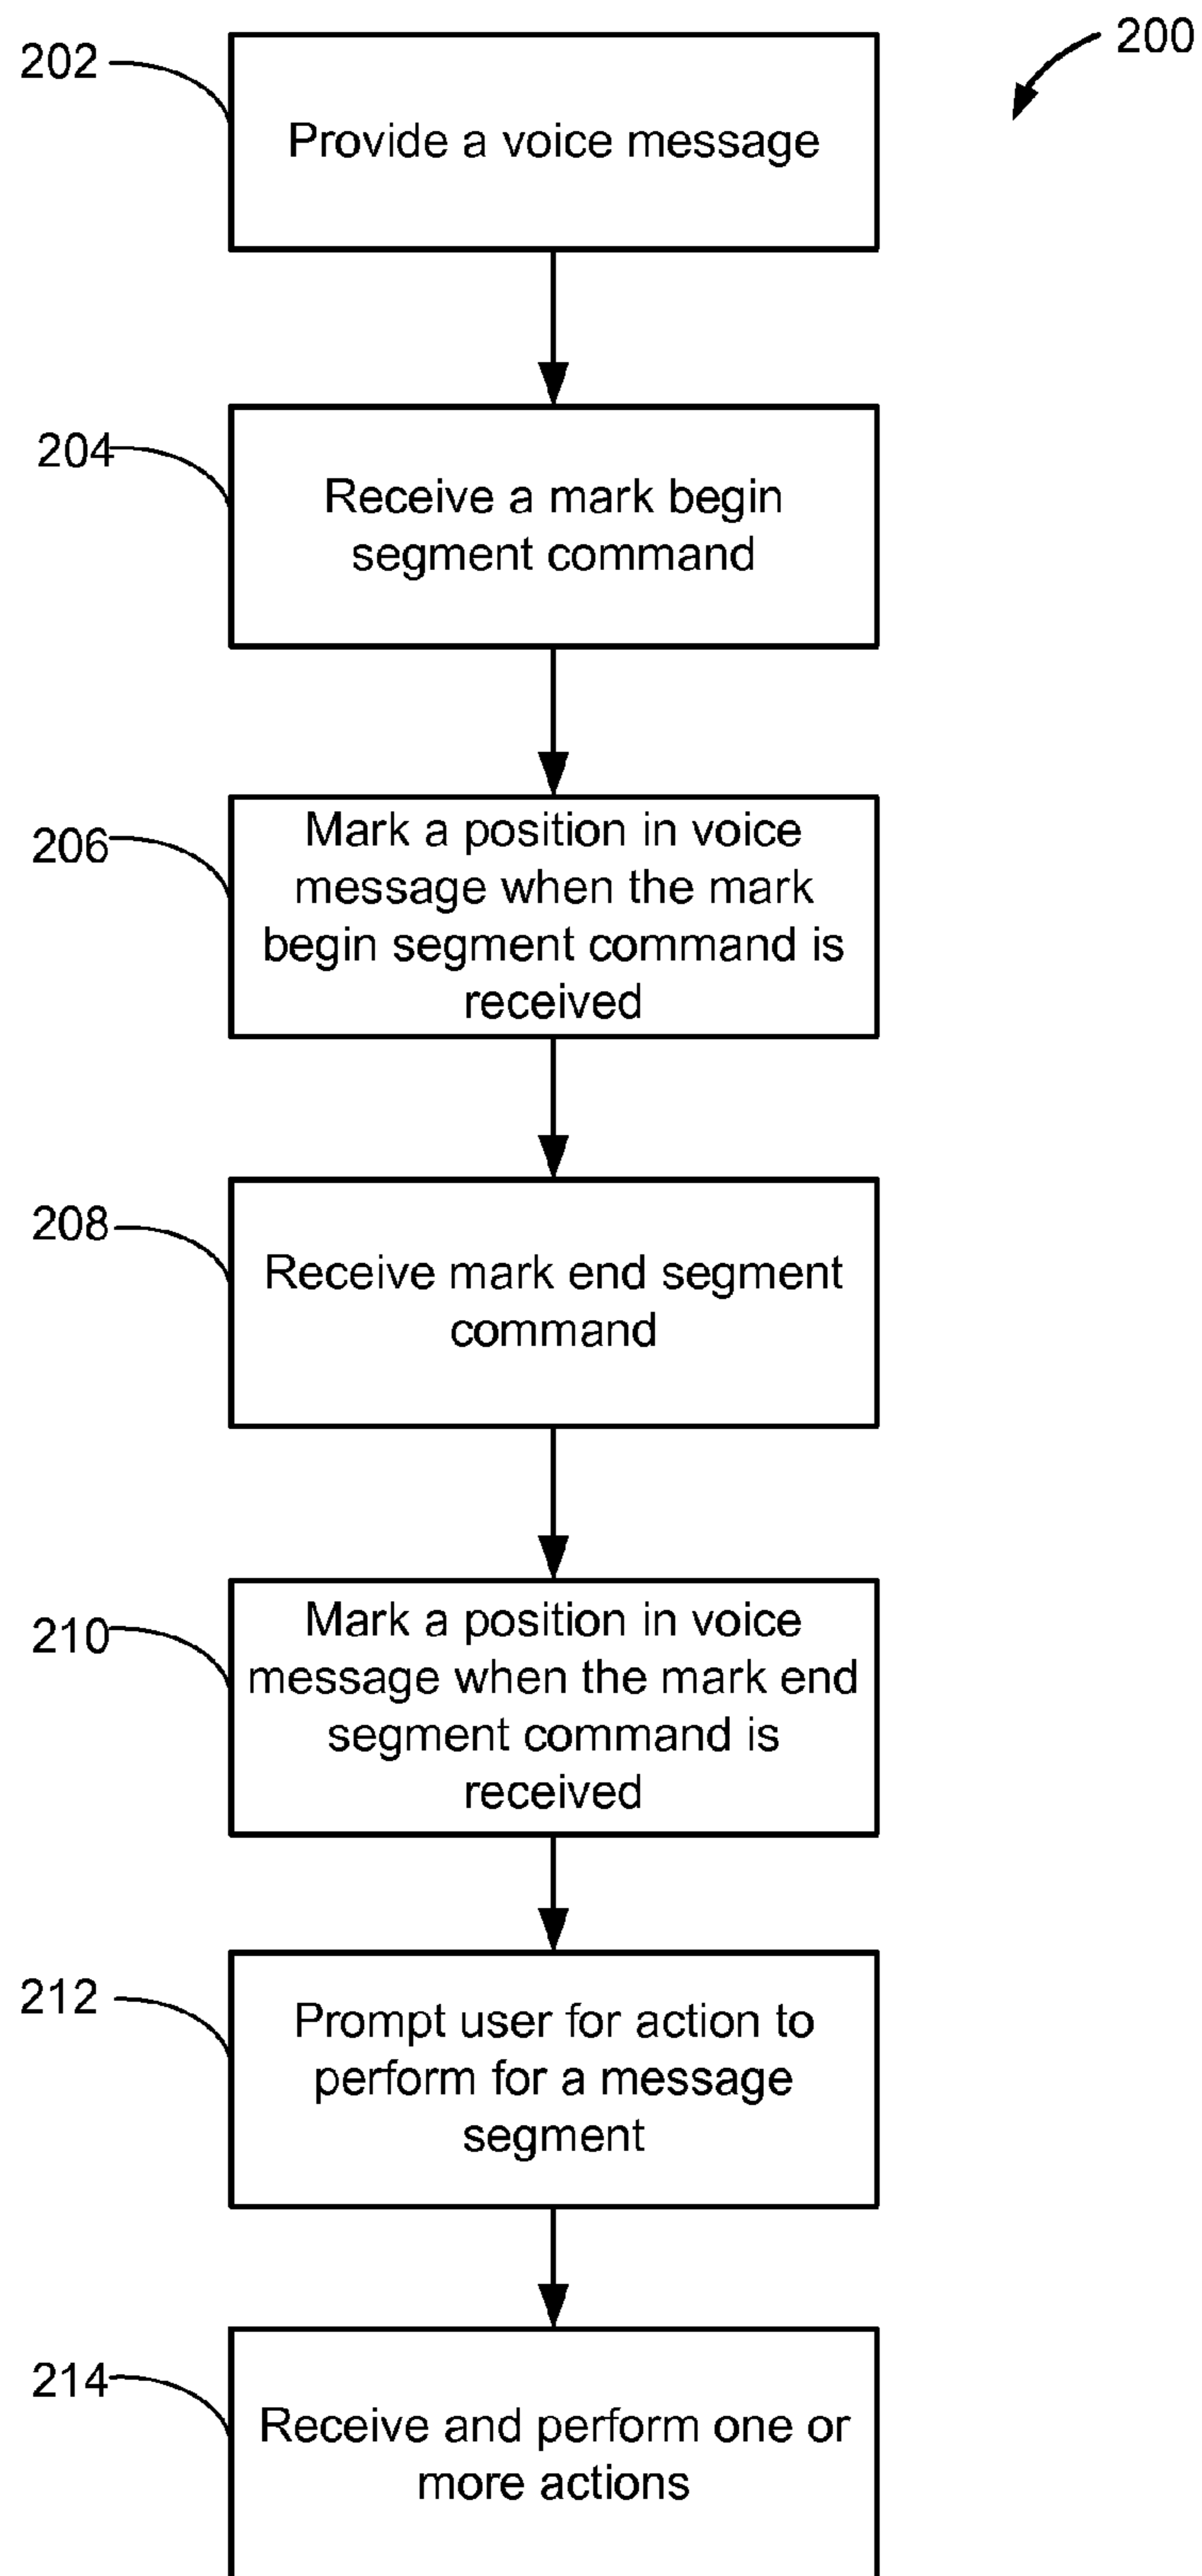 200
202
Provide a voice message
204
Receive a mark begin
segment command
206
Mark a position in voice
message when the mark
begin segment command is
received
208
Receive mark end segment
command
210
Mark a position in voice
message when the mark end
segment command is
received
212
Prompt user for action to
perform for a message
segment
214
Receive and perform one or
more actions